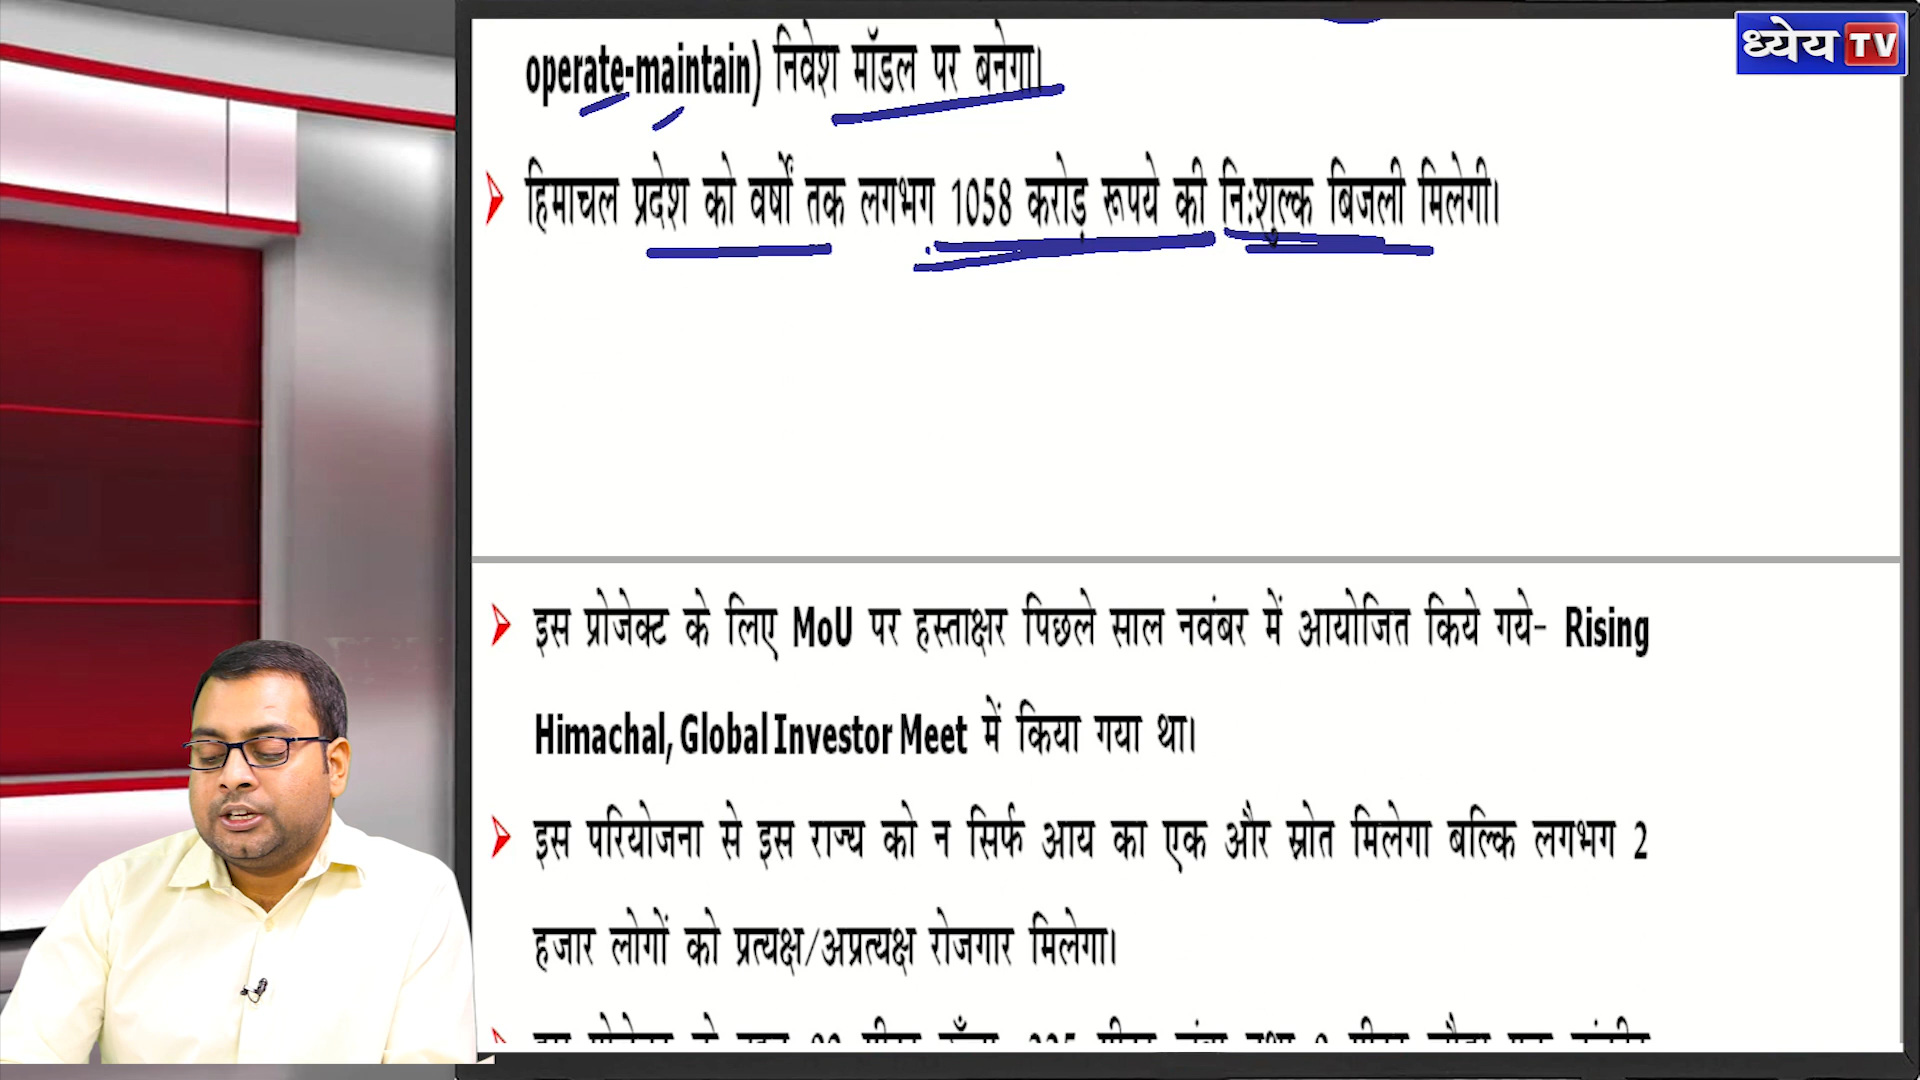 ध्येय TV
operate-maintain) निवेश मॉडल पर बनेगा।
हिमाचल प्रदेश को वर्षों तक लगभग 1058 करोड़ रूपये की निःशुल्क बिजली मिलेगी।
इस प्रोजेक्ट के लिए MoU पर हस्ताक्षर पिछले साल नवंबर में आयोजित किये गये- Rising
Himachal, Global Investor Meet में किया गया था।
इस परियोजना से इस राज्य को न सिर्फ आय का एक और स्रोत मिलेगा बल्कि लगभग 2
हजार लोगों को प्रत्यक्ष/अप्रत्यक्ष रोजगार मिलेगा।